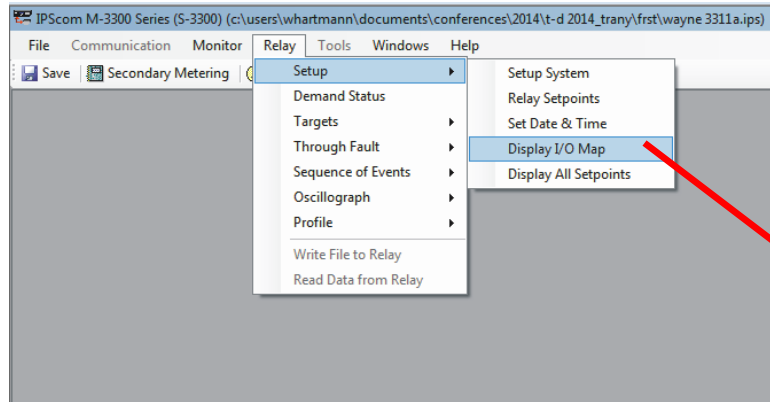 IPScom M-3300 Series (S-3300) (c:\users\whartmann\documents\conferences\2014\t-d 2014_trany\frst\wayne 3311a.ips)
File Communication Monitor Relay Tools Windows Help
Save Secondary Metering
Setup
Demand Status
Targets
Through Fault
Sequence of Events
Oscillograph
Profile
Write File to Relay
Read Data from Relay
Setup System
Relay Setpoints
Set Date & Time
Display I/O Map
Display All Setpoints